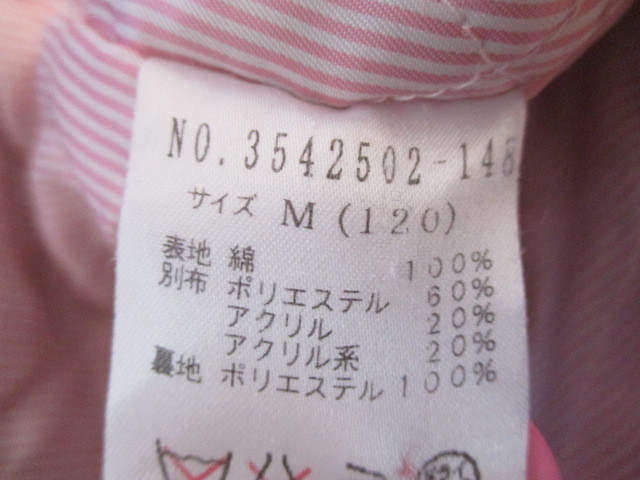 NO.3542502-148
サイズ M(120)
表地 綿 100%
別布 ポリエステル 60%
アクリル 20%
アクリル系 20%
裏地 ポリエステル 100%